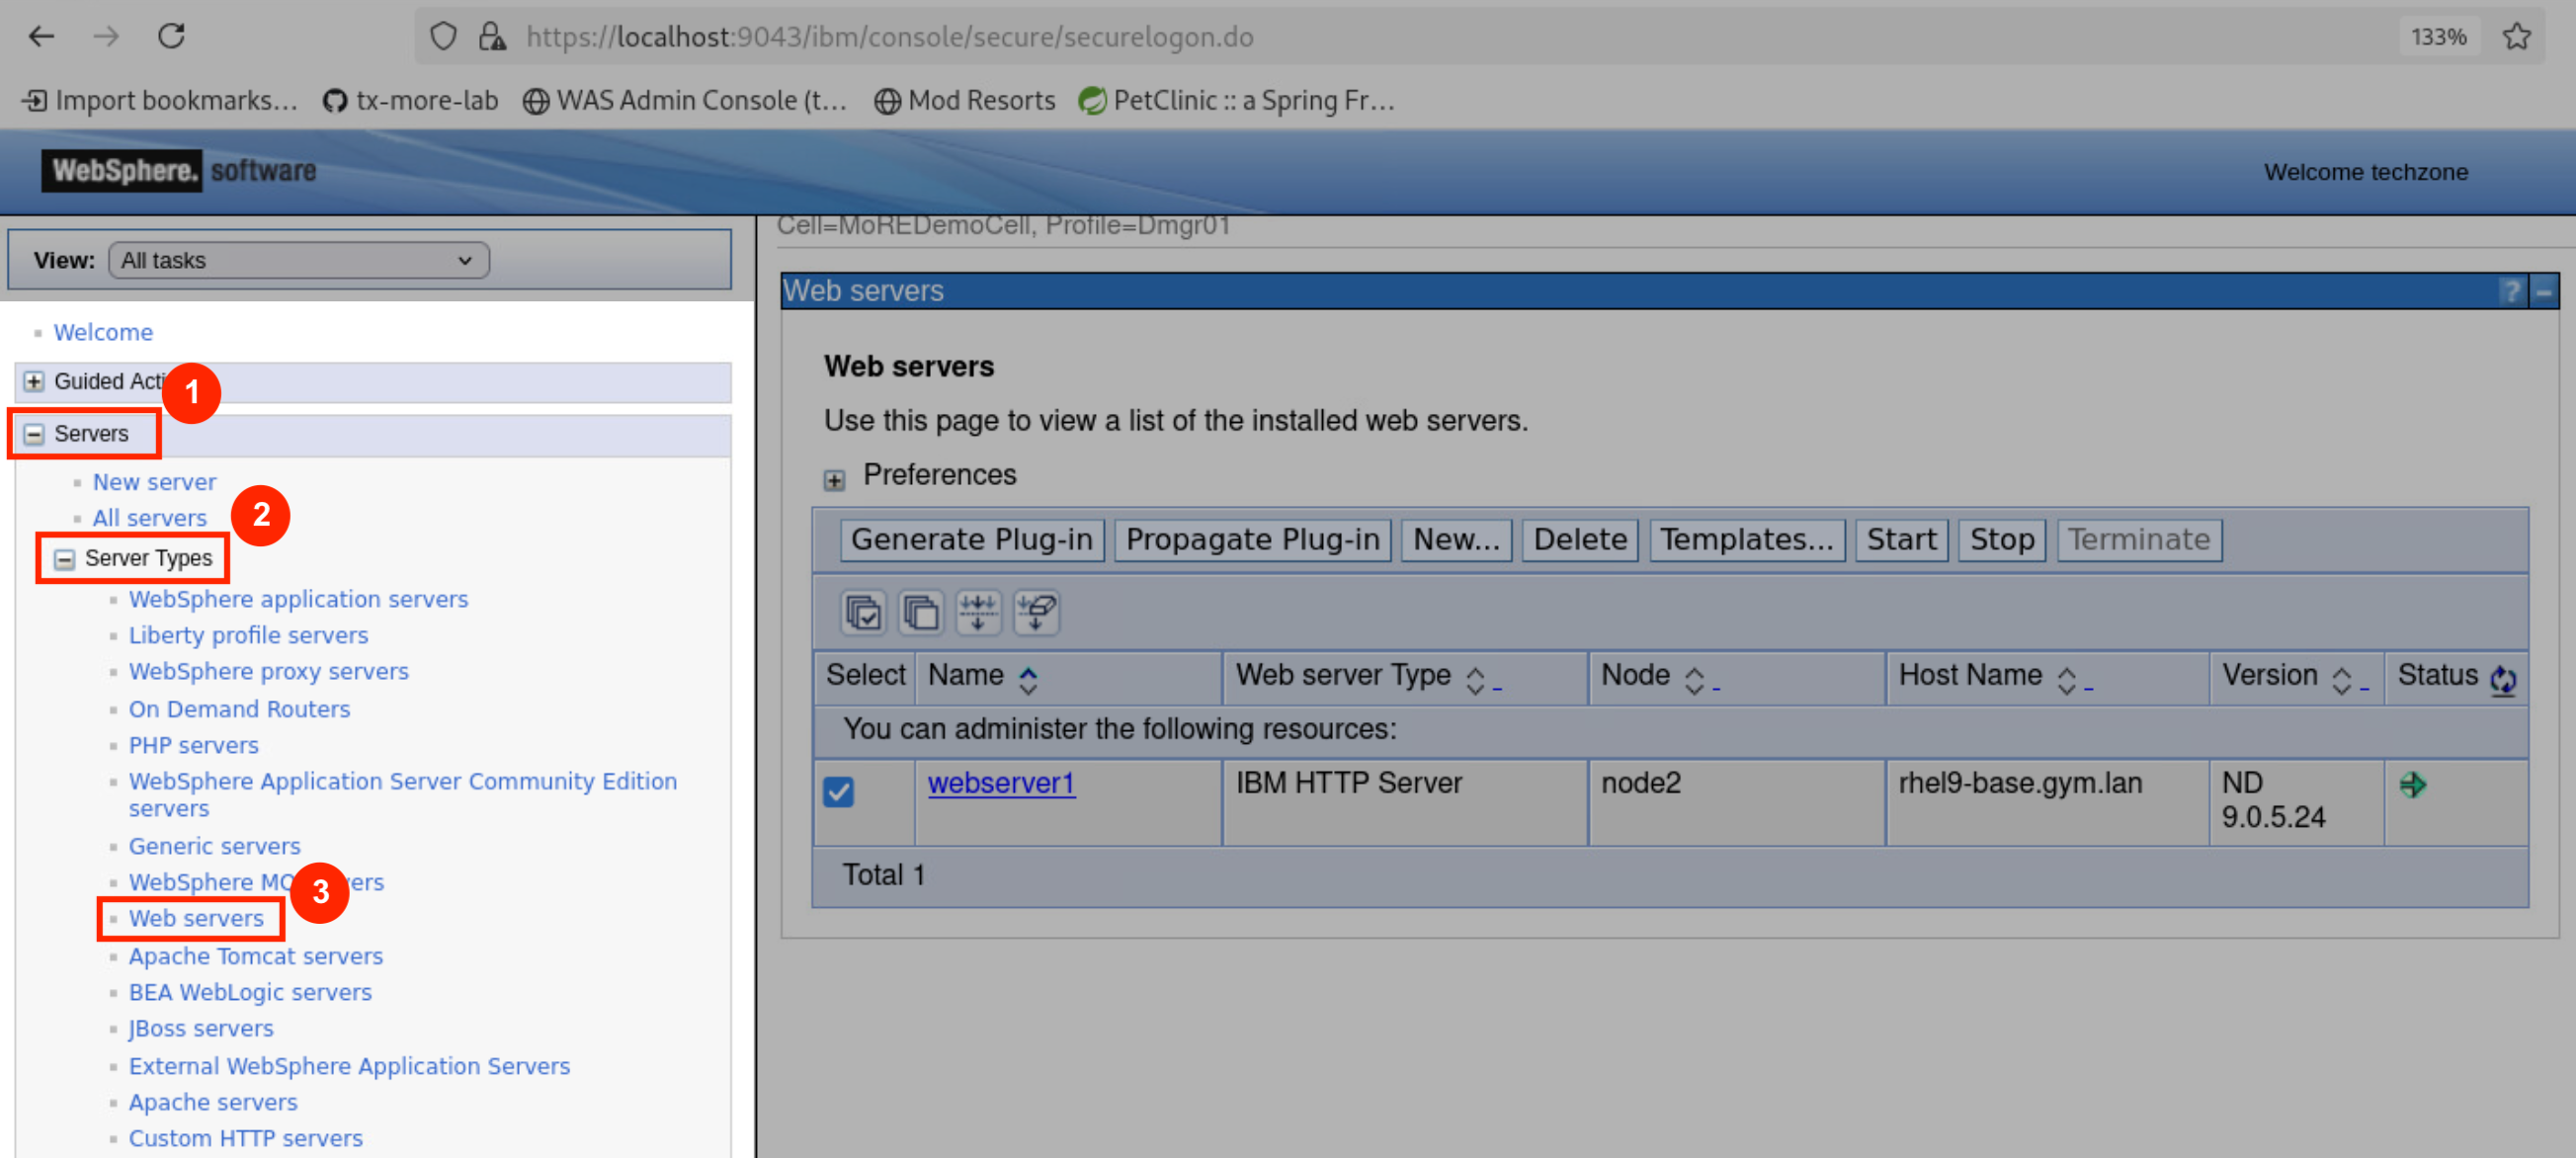 https://localhost:9043/ibm/console/secure/securelogon.do
133%
Import bookmarks...
tx-more-lab
WAS Admin Console (t...
Mod Resorts
PetClinic :: a Spring Fr...
WebSphere. software
Welcome techzone
View:
All tasks
Welcome
Guided Acti
1
Servers
New server
All servers
2
Server Types
WebSphere application servers
Liberty profile servers
WebSphere proxy servers
On Demand Routers
PHP servers
WebSphere Application Server Community Edition
servers
Generic servers
WebSphere
3
Web servers
Apache Tomcat servers
BEA WebLogic servers
JBoss servers
External WebSphere Application Servers
Apache servers
Custom HTTP servers
Cell=MoREDemoCell, Profile=Dmgr01
Web servers
? –
Web servers
Use this page to view a list of the installed web servers.
Preferences
Generate Plug-in Propagate Plug-in New... Delete Templates... Start Stop Terminate
Select Name Web server Type Node Host Name Version Status
You can administer the following resources:
webserver1 IBM HTTP Server node2 rhel9-base.gym.lan ND
9.0.5.24
Total 1